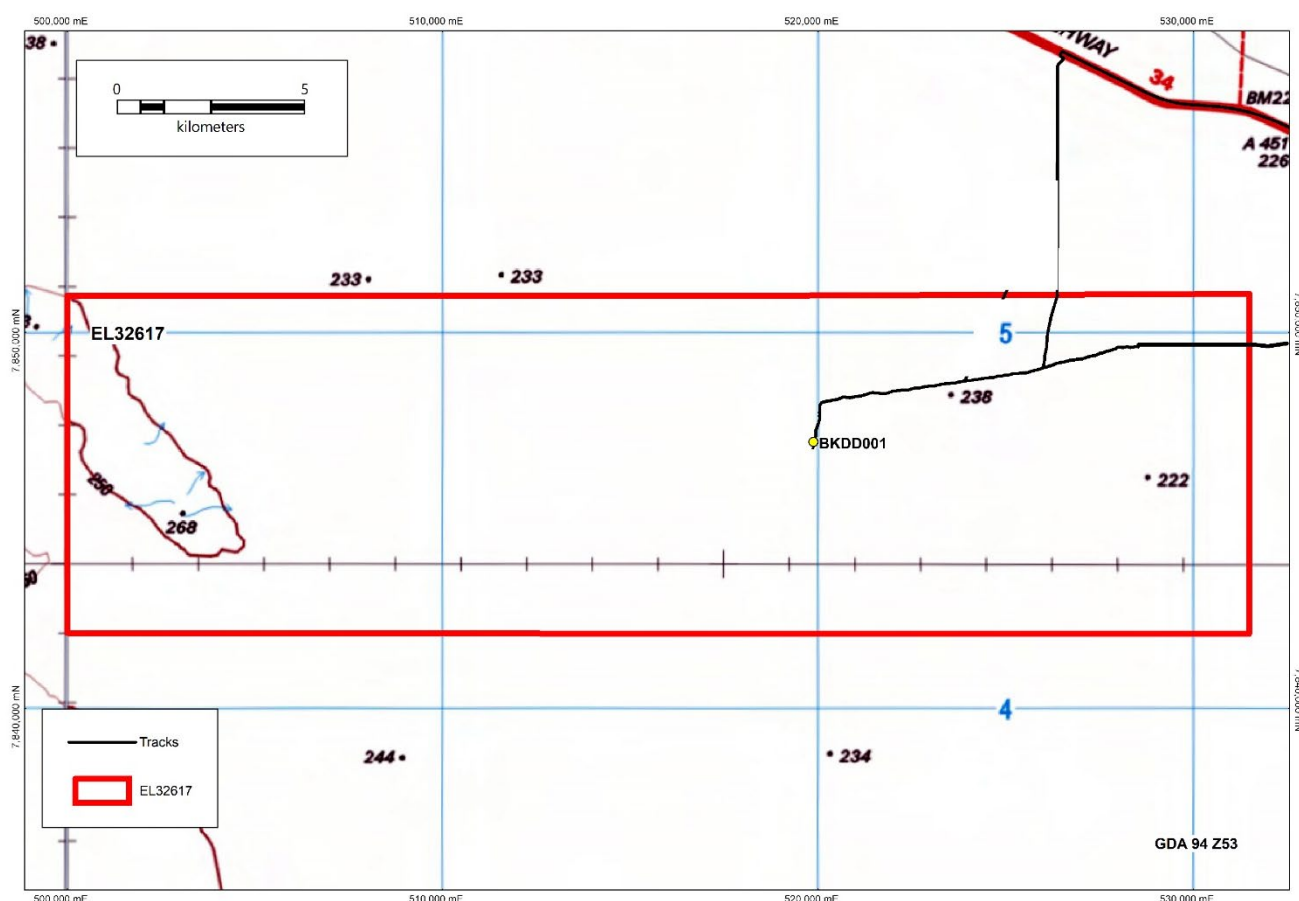 500,000 mE
510,000 mE
520,000 mE
530,000 mE
38
HWAY
34
BM22
A 451
226
0
5
kilometers
233
233
EL32617
5
7,850,000 mN
238
BKDD001
250
222
268
7,840,000 mN
4
244
234
Tracks
EL32617
GDA 94 Z53
500,000 mE
510,000 mE
520,000 mE
530,000 mE